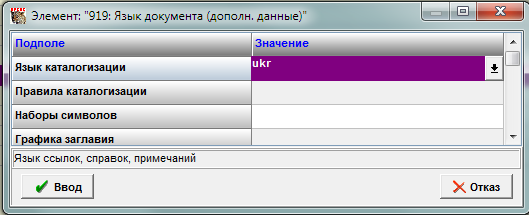 Элемент: "919: Язык документа (дополн. данные)"
Подполе Значение
Язык каталогизации ukr
Правила каталогизации
Наборы символов
Графика заглавия
Язык ссылок, справок, примечаний
Ввод Отказ